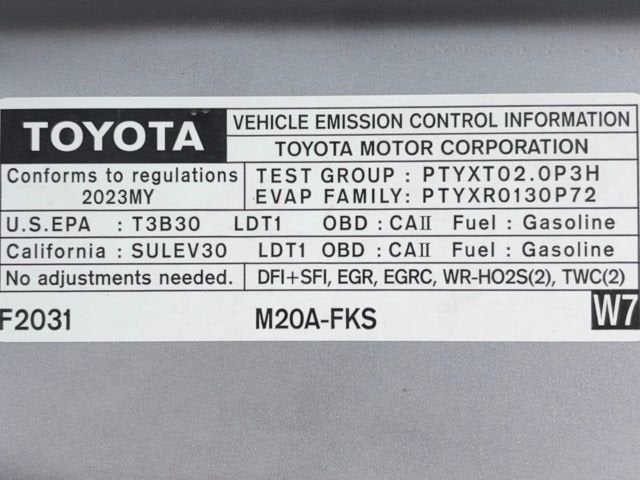 TOYOTA
VEHICLE EMISSION CONTROL INFORMATION
TOYOTA MOTOR CORPORATION
Conforms to regulations
2023MY
TEST GROUP : PTYXT02.0P3H
EVAP FAMILY: PTYXR0130P72
U.S.EPA : T3B30 LDT1 OBD : CAII Fuel : Gasoline
California : SULEV30 LDT1 OBD : CAII Fuel : Gasoline
No adjustments needed. DFI+SFI, EGR, EGRC, WR-HO2S(2), TWC(2)
F2031 M20A-FKS W7